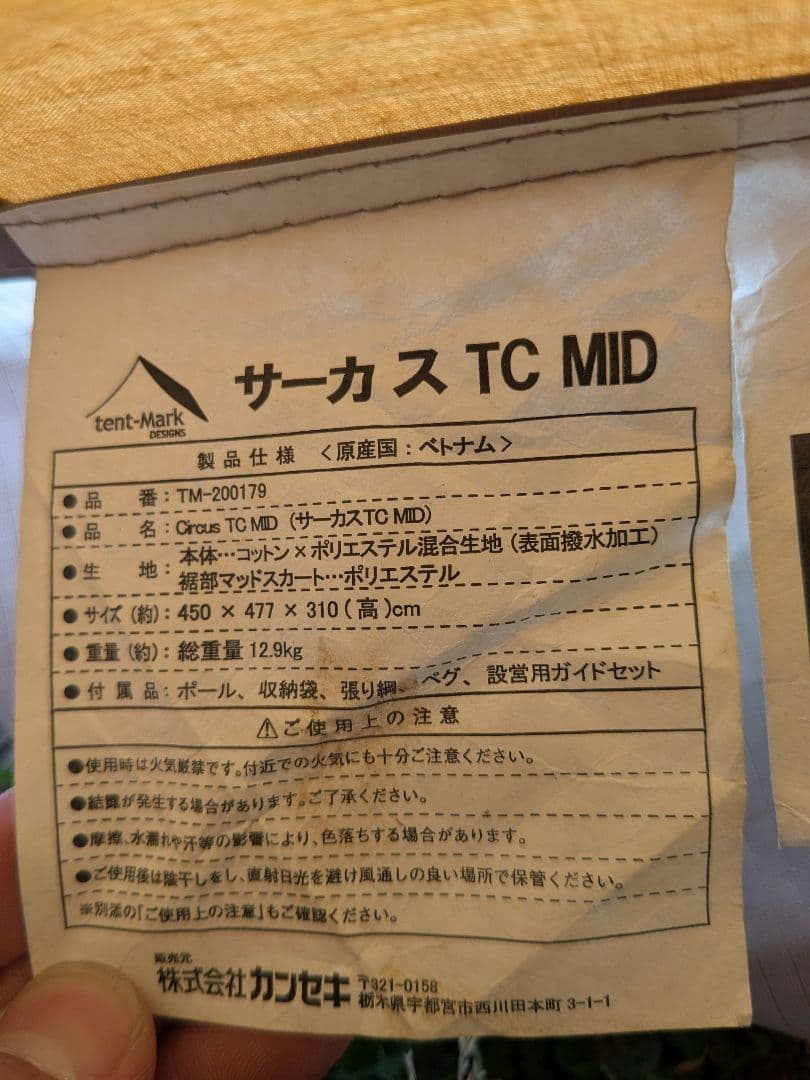 tent-Mark
DESIGNS
サーカス TC MID
製品仕様 〈原産国：ベトナム〉
●品　番：TM-200179
●品　名：Circus TC MID（サーカスTC MID）
●生　地：本体…コットン×ポリエステル混合生地（表面撥水加工）
裾部マッドスカート…ポリエステル
●サイズ（約）：450 × 477 × 310（高）cm
●重量（約）：総重量 12.9kg
●付属品：ポール、収納袋、張り綱、ペグ、設営用ガイドセット
⚠ご使用上の注意
●使用時は火気厳禁です。付近での火気にも十分ご注意ください。
●結露が発生する場合があります。ご了承ください。
●摩擦、水濡れや汗等の影響により、色落ちする場合があります。
●ご使用後は陰干しをし、直射日光を避け風通しの良い場所で保管ください。
※別添の「ご使用上の注意」もご確認ください。
販売元
株式会社カンセキ 〒321-0158
栃木県宇都宮市西川田本町 3-1-1